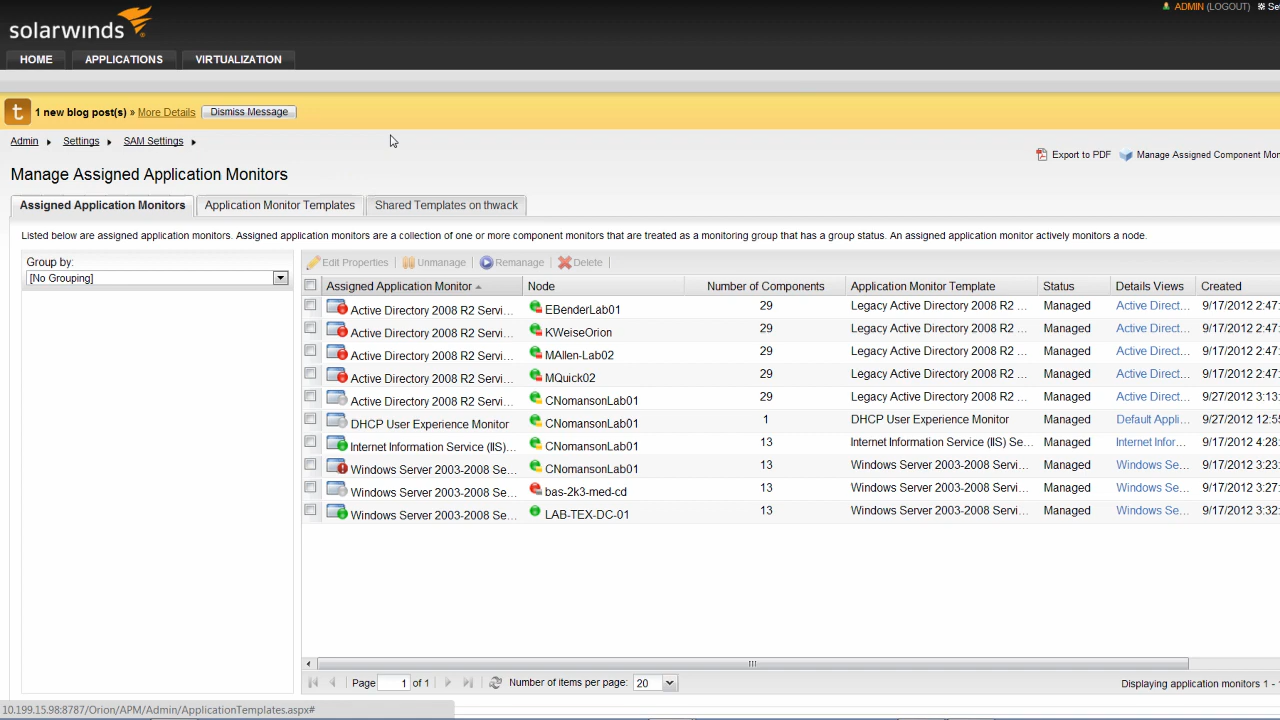 ADMIN (LOGOUT)
solarwinds
HOME APPLICATIONS VIRTUALIZATION
t 1 new blog post(s) » More Details Dismiss Message
Admin Settings SAM Settings
Export to PDF Manage Assigned Component
Manage Assigned Application Monitors
Assigned Application Monitors Application Monitor Templates Shared Templates on thwack
Listed below are assigned application monitors. Assigned application monitors are a collection of one or more component monitors that are treated as a monitoring group that has a group status. An assigned application monitor actively monitors a node.
Group by:
[No Grouping]
Edit Properties Unmanage Remanage Delete
Assigned Application Monitor Node Number of Components Application Monitor Template Status Details Views Created
Active Directory 2008 R2 Servi... EBenderLab01 29 Legacy Active Directory 2008 R2 ... Managed Active Direct... 9/17/2012 2:47:
Active Directory 2008 R2 Servi... KWeiseOrion 29 Legacy Active Directory 2008 R2 ... Managed Active Direct... 9/17/2012 2:47:
Active Directory 2008 R2 Servi... MAllen-Lab02 29 Legacy Active Directory 2008 R2 ... Managed Active Direct... 9/17/2012 2:47:
Active Directory 2008 R2 Servi... MQuick02 29 Legacy Active Directory 2008 R2 ... Managed Active Direct... 9/17/2012 2:47:
Active Directory 2008 R2 Servi... CNomansonLab01 29 Legacy Active Directory 2008 R2 ... Managed Active Direct... 9/27/2012 3:13:
DHCP User Experience Monitor CNomansonLab01 1 DHCP User Experience Monitor Managed Default Appli... 9/27/2012 12:55
Internet Information Service (IIS)... CNomansonLab01 13 Internet Information Service (IIS) Se... Managed Internet Infor... 9/17/2012 4:28:
Windows Server 2003-2008 Se... CNomansonLab01 13 Windows Server 2003-2008 Servi... Managed Windows Se... 9/17/2012 3:23:
Windows Server 2003-2008 Se... bas-2k3-med-cd 13 Windows Server 2003-2008 Servi... Managed Windows Se... 9/17/2012 3:27:
Windows Server 2003-2008 Se... LAB-TEX-DC-01 13 Windows Server 2003-2008 Servi... Managed Windows Se... 9/17/2012 3:32:
Page 1 of 1 Number of items per page: 20 Displaying application monitors 1 -
10.199.15.98:8787/Orion/APM/Admin/ApplicationTemplates.aspx#